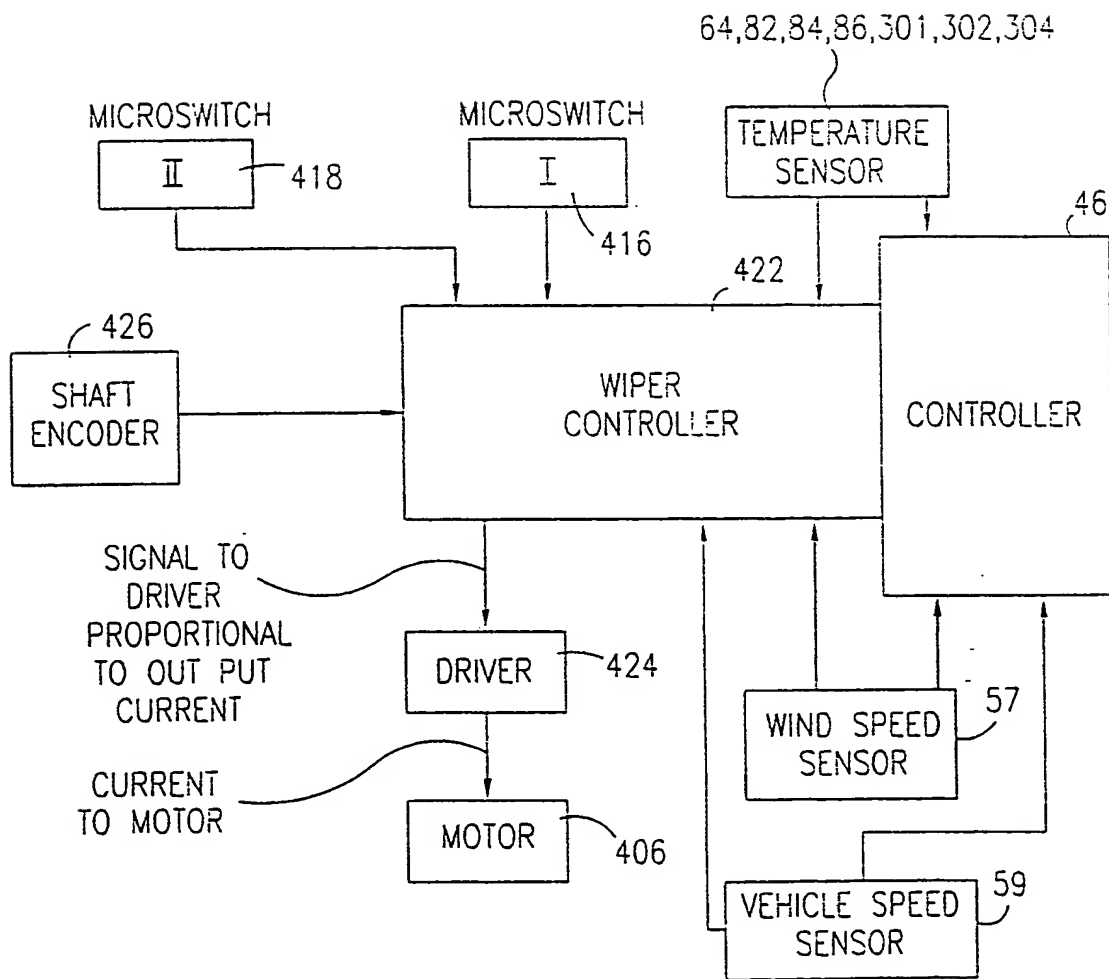 64,82,84,86,301,302,304
MICROSWITCH
MICROSWITCH
TEMPERATURE
SENSOR
II
418
I
416
46
422
426
SHAFT
ENCODER
WIPER
CONTROLLER
CONTROLLER
SIGNAL TO
DRIVER
PROPORTIONAL
TO OUT PUT
CURRENT
DRIVER
424
WIND SPEED
SENSOR
57
CURRENT
TO MOTOR
MOTOR
406
VEHICLE SPEED
SENSOR
59